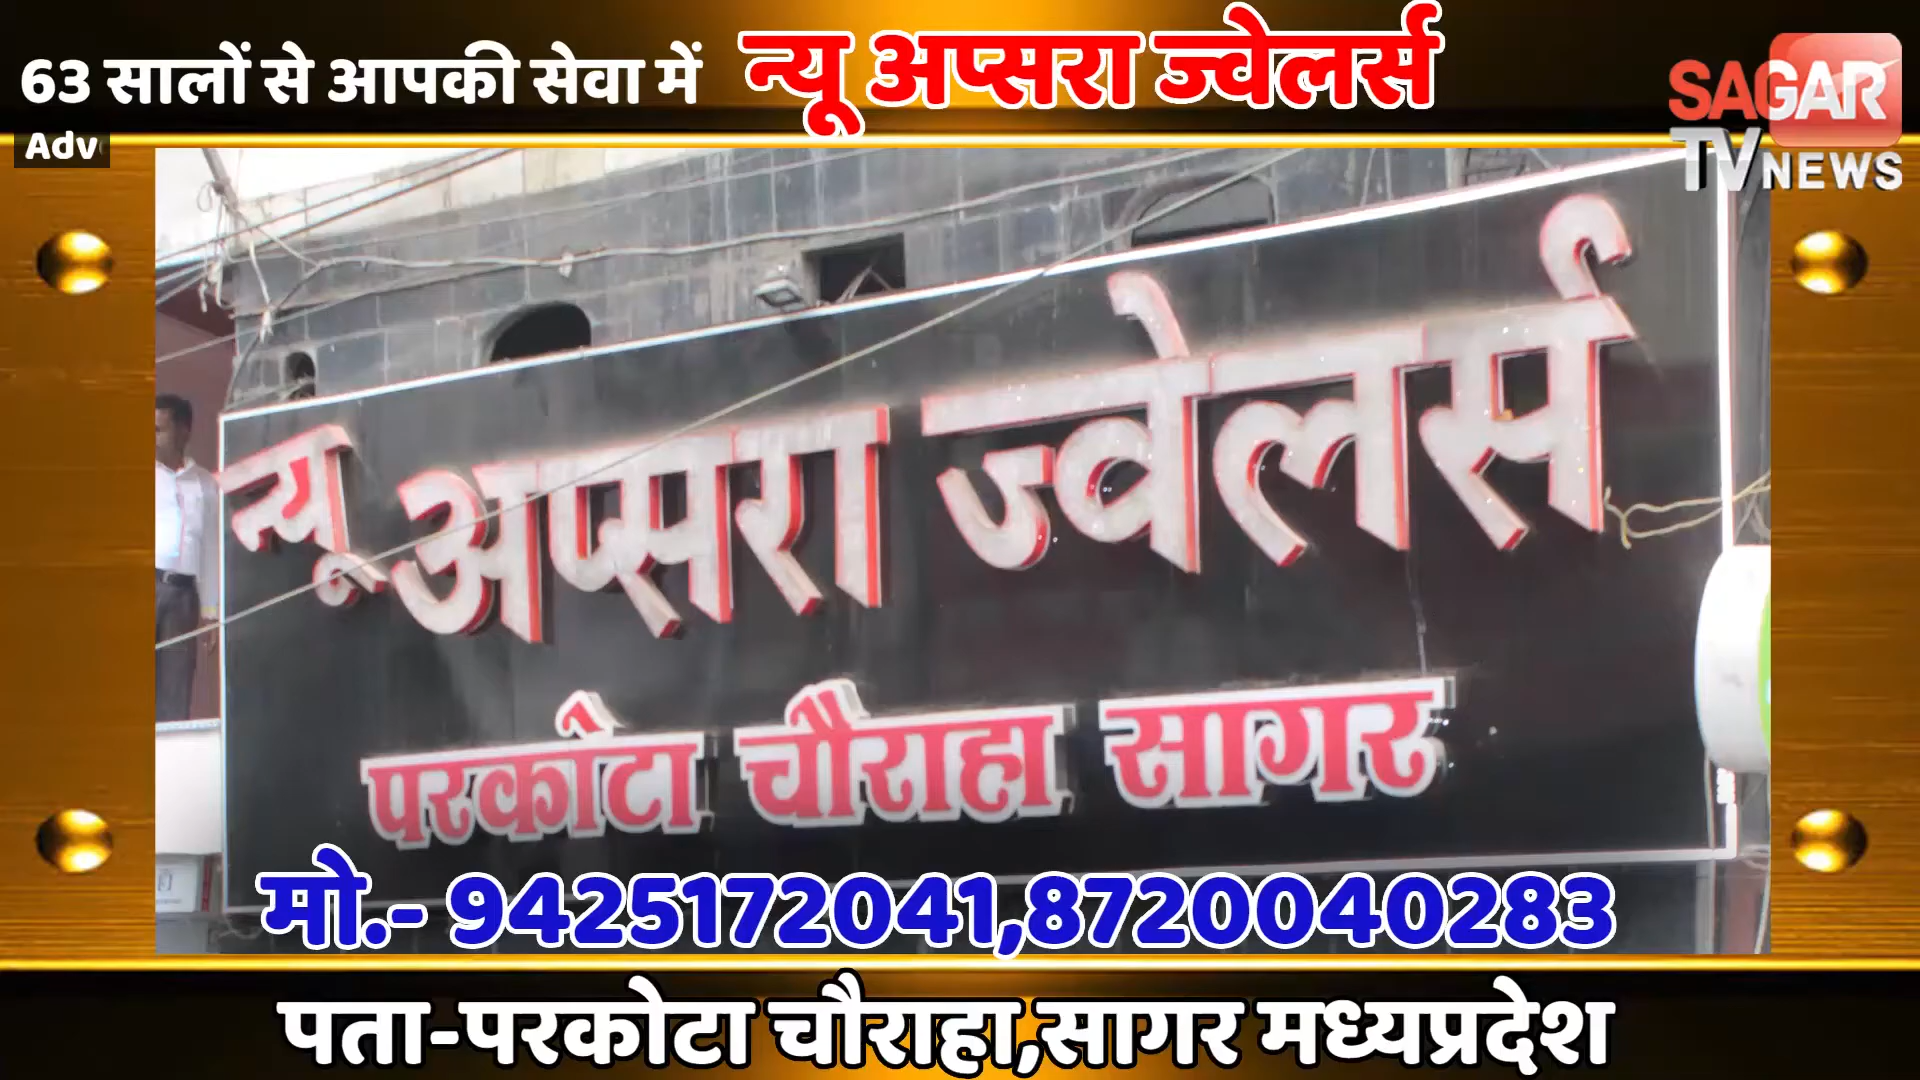 63 सालों से आपकी सेवा में न्यू अप्सरा ज्वेलर्स
Adv
SAGAR
TV NEWS
न्यू अप्सरा ज्वेलर्स
परकोटा चौराहा सागर
मो.- 9425172041,8720040283
पता-परकोटा चौराहा,सागर मध्यप्रदेश